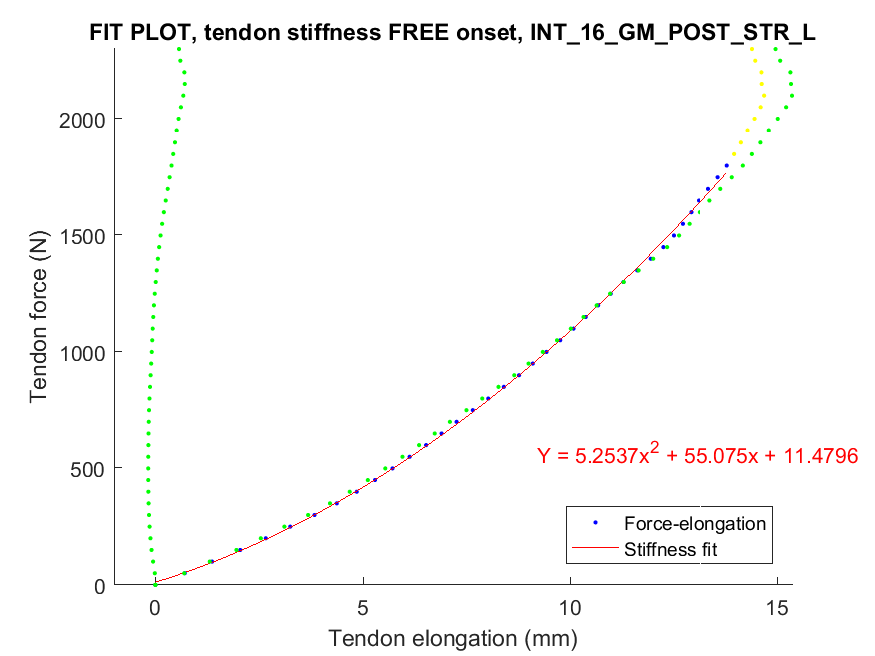 FIT PLOT, tendon stiffness FREE onset, INT_16_GM_POST_STR_L
2000
1500
1000
500
0
Tendon force (N)
Y = 5.2537x² + 55.075x + 11.4796
Force-elongation
Stiffness fit
0 5 10 15
Tendon elongation (mm)